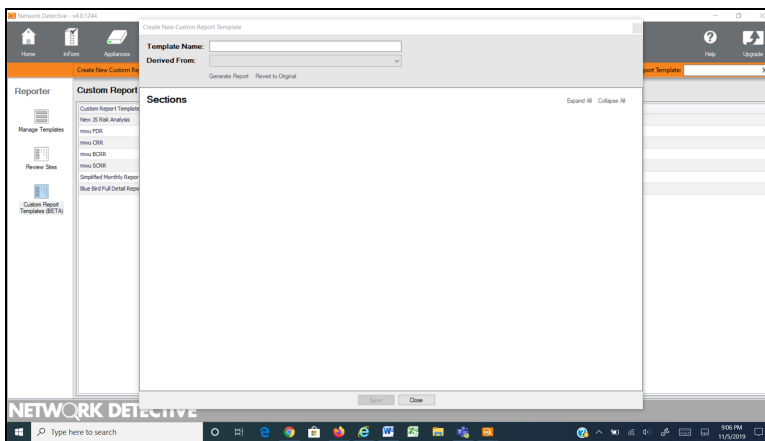 Network Detective - v4.0.1244
Create New Custom Report Template
Home
InForm
Appliances
Help
Upgrade
Template Name:
Derived From:
Generate Report Revert to Original
Create New Custom Re
port Template:
Reporter
Manage Templates
Review Sites
Custom Report
Templates (BETA)
Custom Report
Custom Report Template
New JS Risk Analysis
mwu FDR
mwu CRR
mwu BCRR
mwu SCRR
Simplified Monthly Repor
Blue Bird Full Detail Repo
Sections
Expand All Collapse All
Save Close
NETWORK DETECTIVE
Type here to search
9:06 PM
11/5/2019